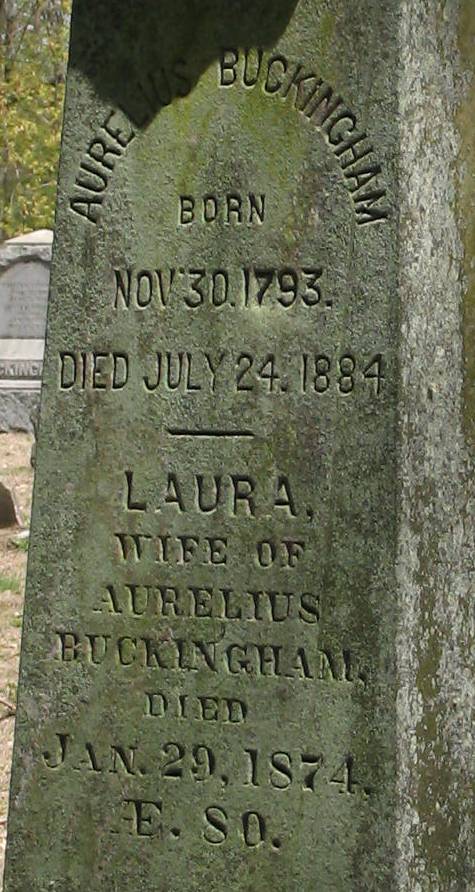 AURELIUS BUCKINGHAM
BORN
NOV. 30. 1793.
DIED JULY 24. 1884
LAURA,
WIFE OF
AURELIUS
BUCKINGHAM,
DIED
JAN. 29, 1874.
Æ. 80.